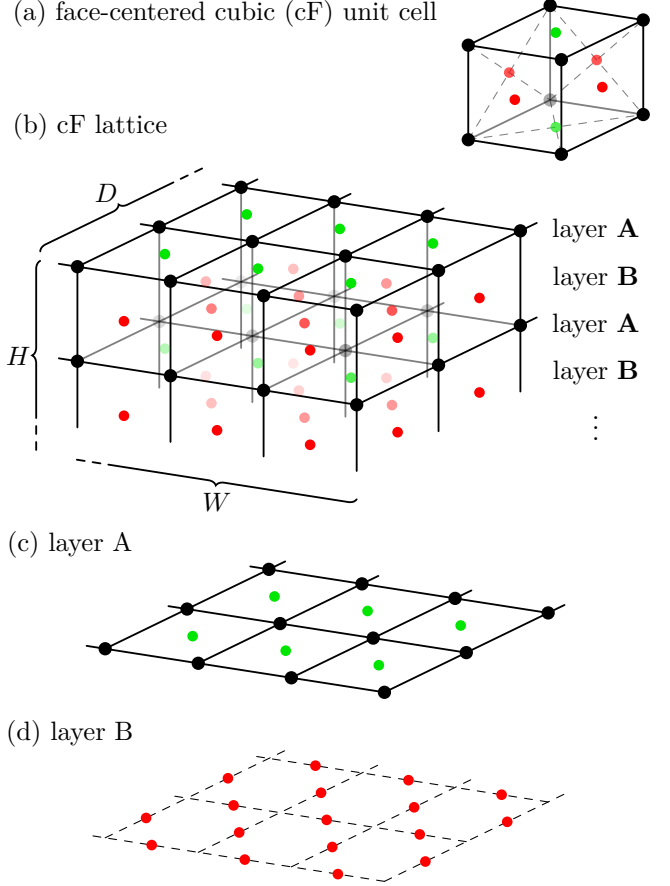 (a) face-centered cubic (cF) unit cell
(b) cF lattice
D
layer A
layer B
layer A
H
layer B
⋮
W
(c) layer A
(d) layer B